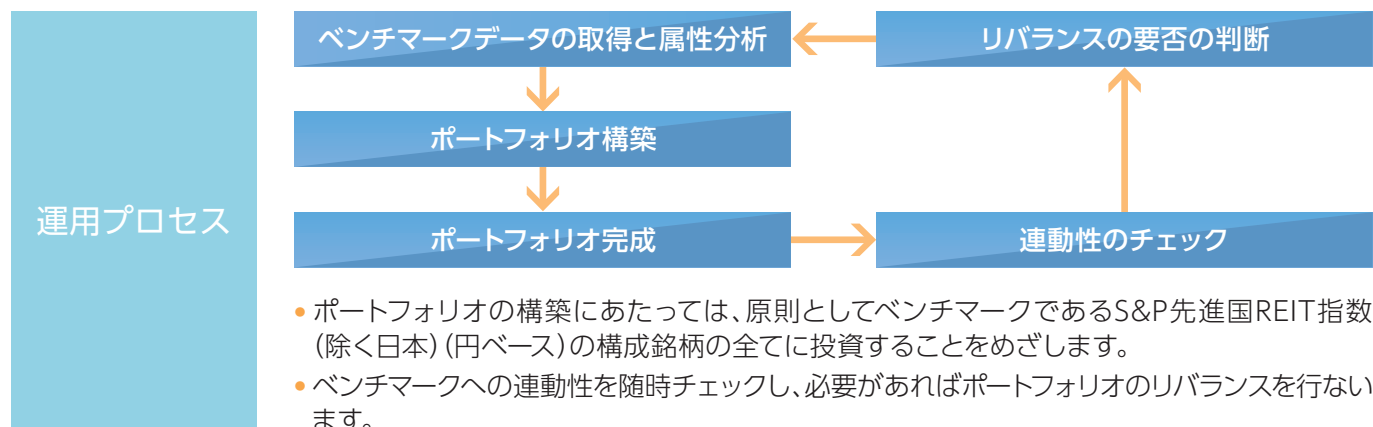 運用プロセス
ベンチマークデータの取得と属性分析
リバランスの要否の判断
ポートフォリオ構築
ポートフォリオ完成
連動性のチェック
• ポートフォリオの構築にあたっては、原則としてベンチマークであるS&P先進国REIT指数
(除く日本)(円ベース)の構成銘柄の全てに投資することをめざします。
• ベンチマークへの連動性を随時チェックし、必要があればポートフォリオのリバランスを行ない
ます。